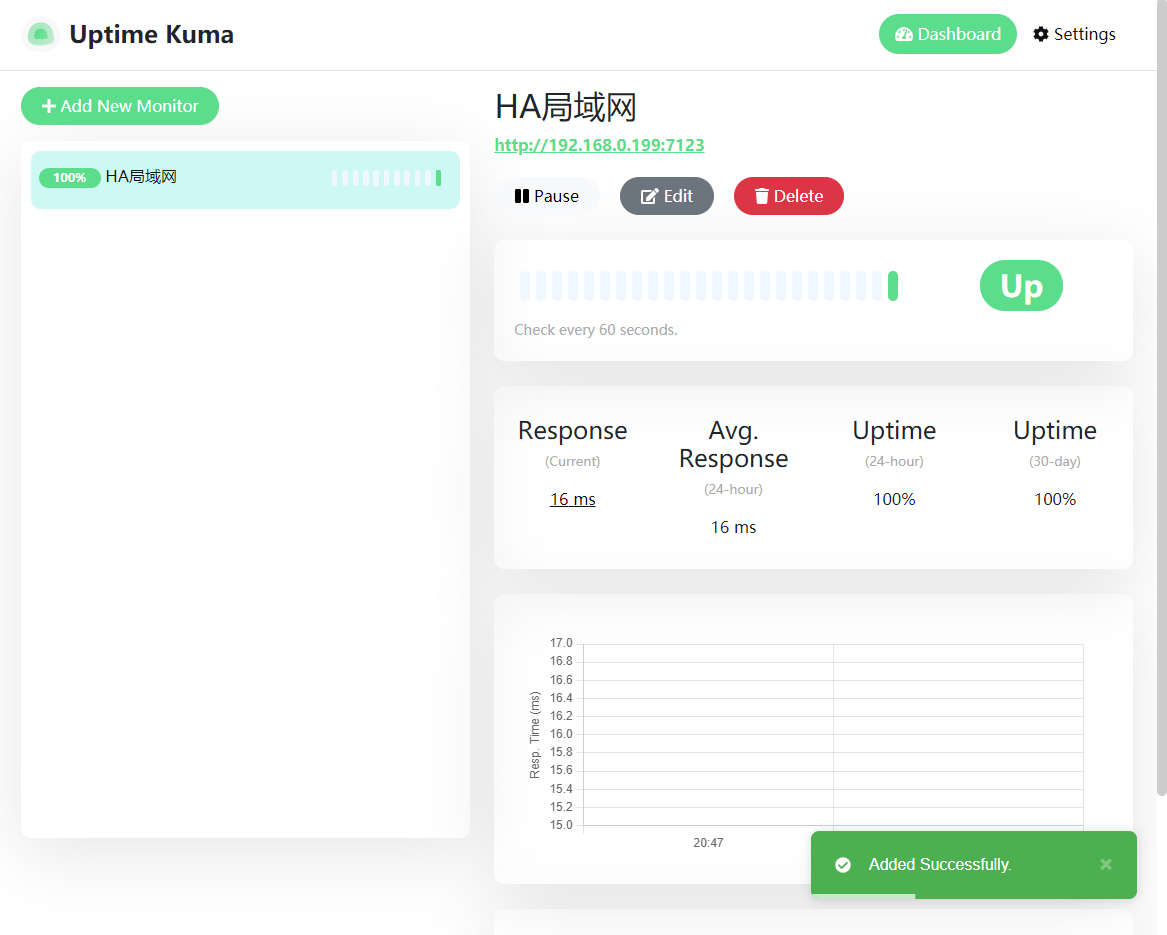 Uptime Kuma
Dashboard
Settings
Add New Monitor
100% HA局域网
HA局域网
http://192.168.0.199:7123
Pause
Edit
Delete
Up
Check every 60 seconds.
Response
(Current)
16 ms
Avg.
Response
(24-hour)
16 ms
Uptime
(24-hour)
100%
Uptime
(30-day)
100%
Resp. Time (ms)
17.0
16.8
16.6
16.4
16.2
16.0
15.8
15.6
15.4
15.2
15.0
20:47
Added Successfully.